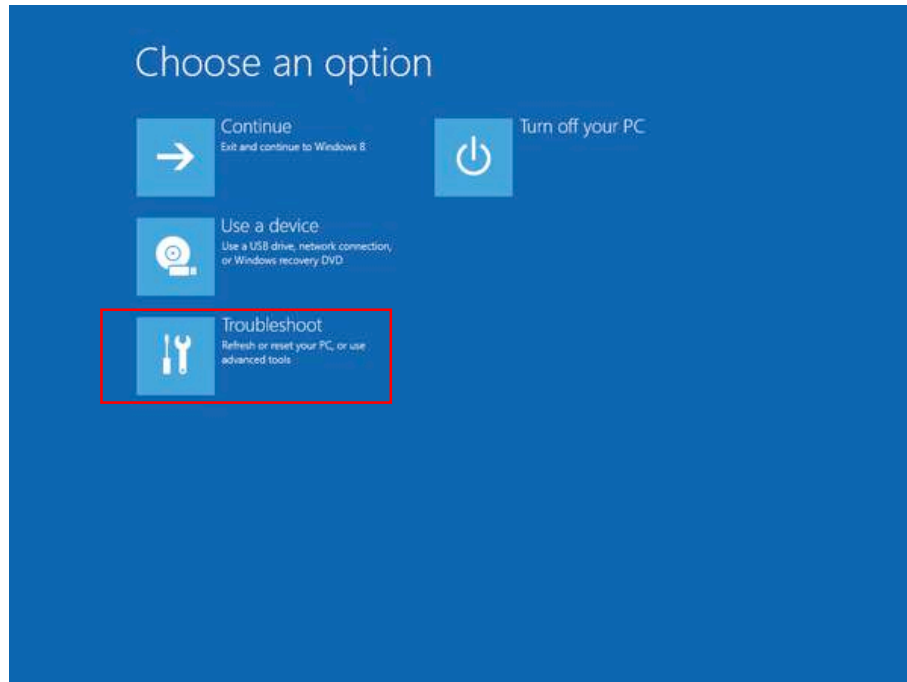 Choose an option
Continue
Exit and continue to Windows 8
Turn off your PC
Use a device
Use a USB drive, network connection,
or Windows recovery DVD
Troubleshoot
Refresh or reset your PC, or use
advanced tools